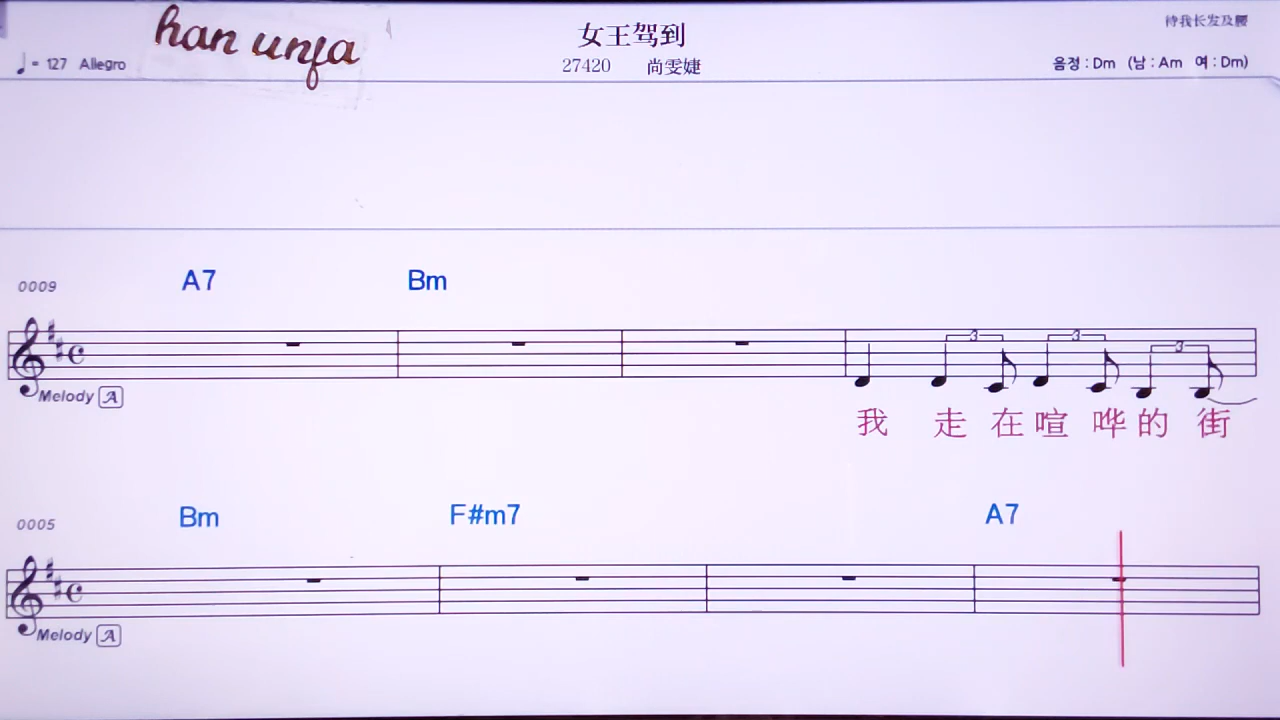 han unfa
女王驾到
待我长发及腰
♩= 127 Allegro
27420 尚雯婕
음정 : Dm (남 : Am 여 : Dm)
0009
A7 Bm
3 3 3
Melody A
我 走 在 喧 哗 的 街
0005
Bm F#m7 A7
Melody A